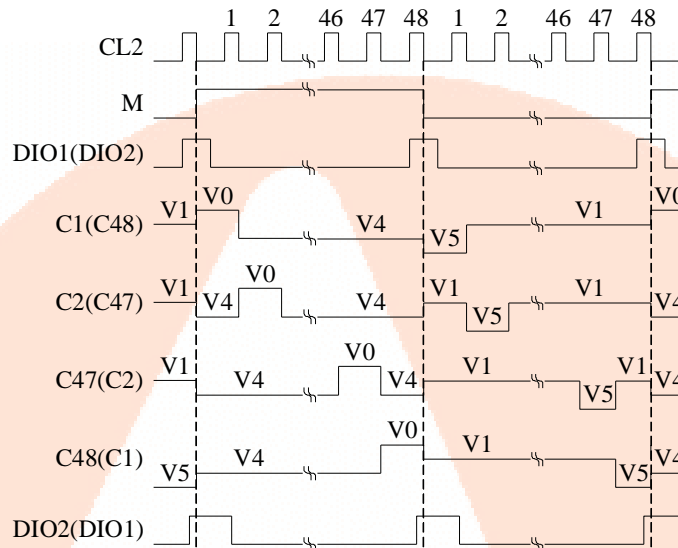 1 2 46 47 48 1 2 46 47 48
CL2
M
DIO1(DIO2)
V0 V0
V1 V4 V1
C1(C48)
V5
V0
V1 V4 V4 V1 V1 V4
C2(C47)
V5
V0
V1 V4 V4 V1 V1 V4
C47(C2)
V5
V0
V4 V1 V4
C48(C1)
V5 V5
DIO2(DIO1)